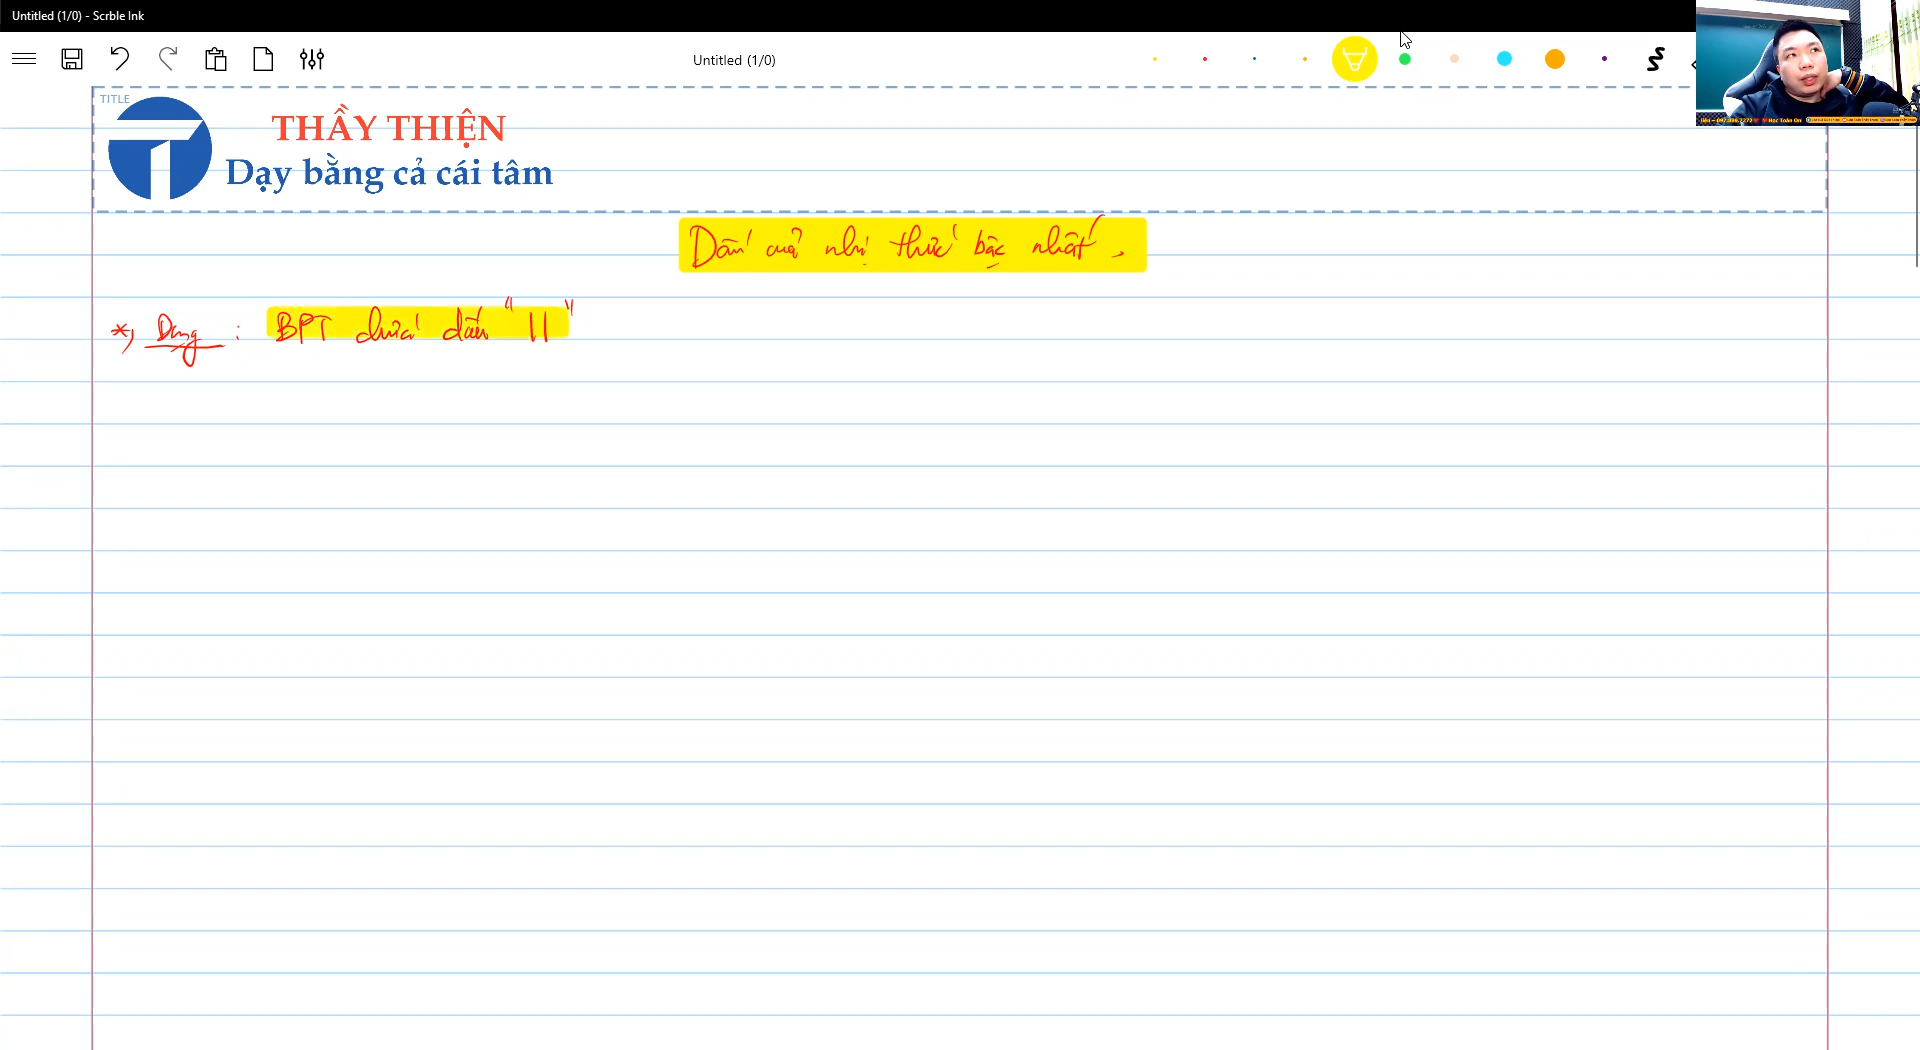 Untitled (1/0) - Scrble Ink
Untitled (1/0)
TITLE
THẦY THIỆN
Dạy bằng cả cái tâm
Dấu của nhị thức bậc nhất.
*, Dạng : BPT chứa dấu "| |"